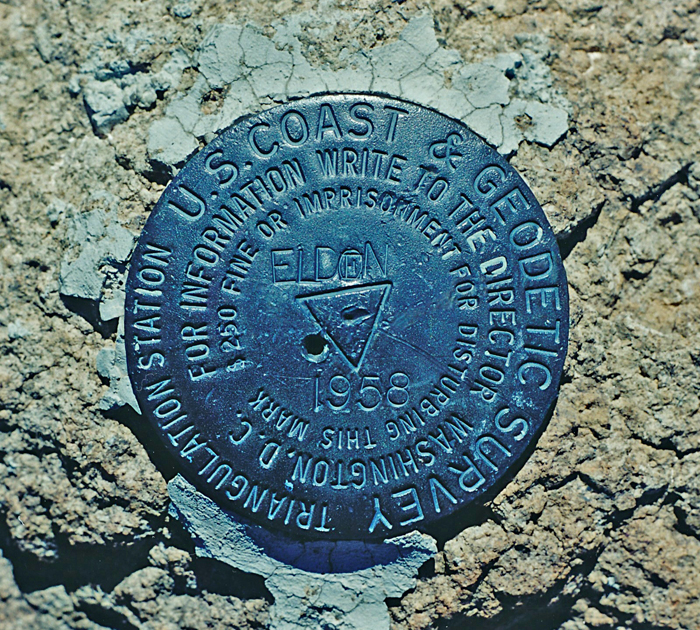 U.S. COAST & GEODETIC SURVEY
TRIANGULATION STATION
FOR INFORMATION WRITE TO THE DIRECTOR
WASHINGTON, D.C.
$250 FINE OR IMPRISONMENT FOR DISTURBING THIS MARK
ELDEN
1958